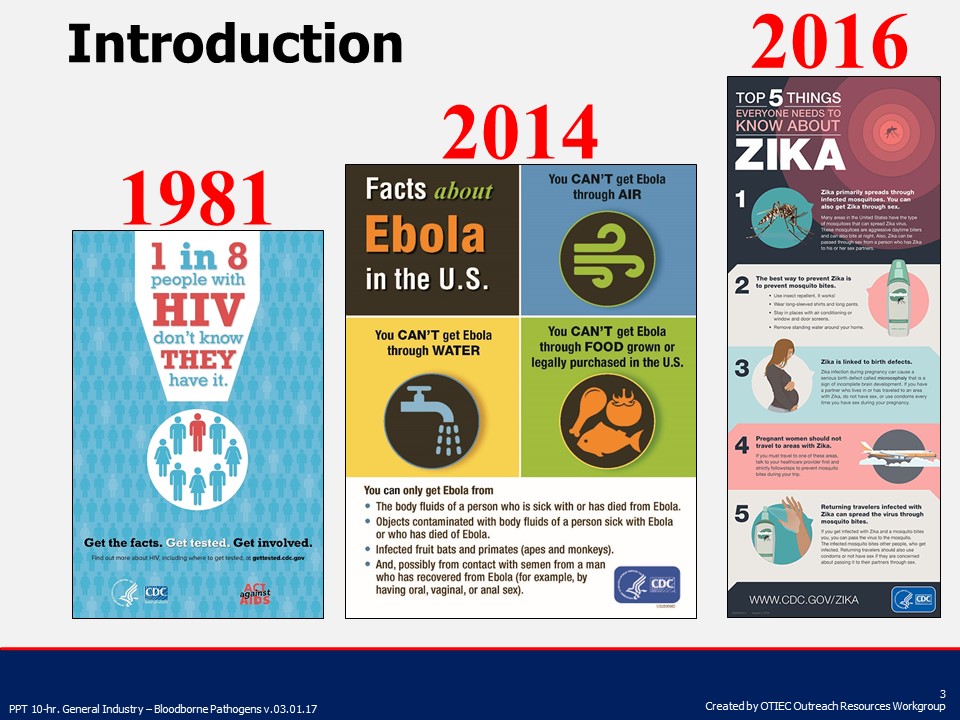 Introduction
1981
1 in 8
people with
HIV
don't know
THEY
have it.
Get the facts. Get tested. Get involved.
Find out more about HIV, including where to get tested, at gettested.cdc.gov
CDC
ACT
against
AIDS
2014
Facts about
Ebola
in the U.S.
You CAN'T get Ebola
through AIR
You CAN'T get Ebola
through WATER
You CAN'T get Ebola
through FOOD grown or
legally purchased in the U.S.
You can only get Ebola from
• The body fluids of a person who is sick with or has died from Ebola.
• Objects contaminated with body fluids of a person sick with Ebola
or who has died of Ebola.
• Infected fruit bats and primates (apes and monkeys).
• And, possibly from contact with semen from a man
who has recovered from Ebola (for example, by
having oral, vaginal, or anal sex).
CDC
2016
TOP 5 THINGS
EVERYONE NEEDS TO
KNOW ABOUT
ZIKA
1
Zika primarily spreads through
infected mosquitoes. You can
also get Zika through sex.
Many areas in the United States have the type
of mosquitoes that can spread Zika virus.
These mosquitoes are aggressive daytime biters
and can also bite at night. Also, Zika can be
passed through sex from a person who has Zika
to his or her sex partners.
2
The best way to prevent Zika is
to prevent mosquito bites.
• Use insect repellent. It works!
• Wear long-sleeved shirts and long pants.
• Stay in places with air conditioning or
window and door screens.
• Remove standing water around your home.
3
Zika is linked to birth defects.
Zika infection during pregnancy can cause a
serious birth defect called microcephaly that is a
sign of incomplete brain development. If you have
a partner who lives in or has traveled to an area
with Zika, do not have sex, or use condoms every
time you have sex during your pregnancy.
4
Pregnant women should not
travel to areas with Zika.
If you must travel to one of these areas,
talk to your healthcare provider first and
strictly follow steps to prevent mosquito
bites during your trip.
5
Returning travelers infected with
Zika can spread the virus through
mosquito bites.
If you get infected with Zika and a mosquito bites
you, you can pass the virus to the mosquito.
The infected mosquito bites other people, who get
infected. Returning travelers should also use
condoms or not have sex if they are concerned
about passing it to their partners through sex.
WWW.CDC.GOV/ZIKA
CDC
3
PPT 10-hr. General Industry – Bloodborne Pathogens v.03.01.17
Created by OTIEC Outreach Resources Workgroup